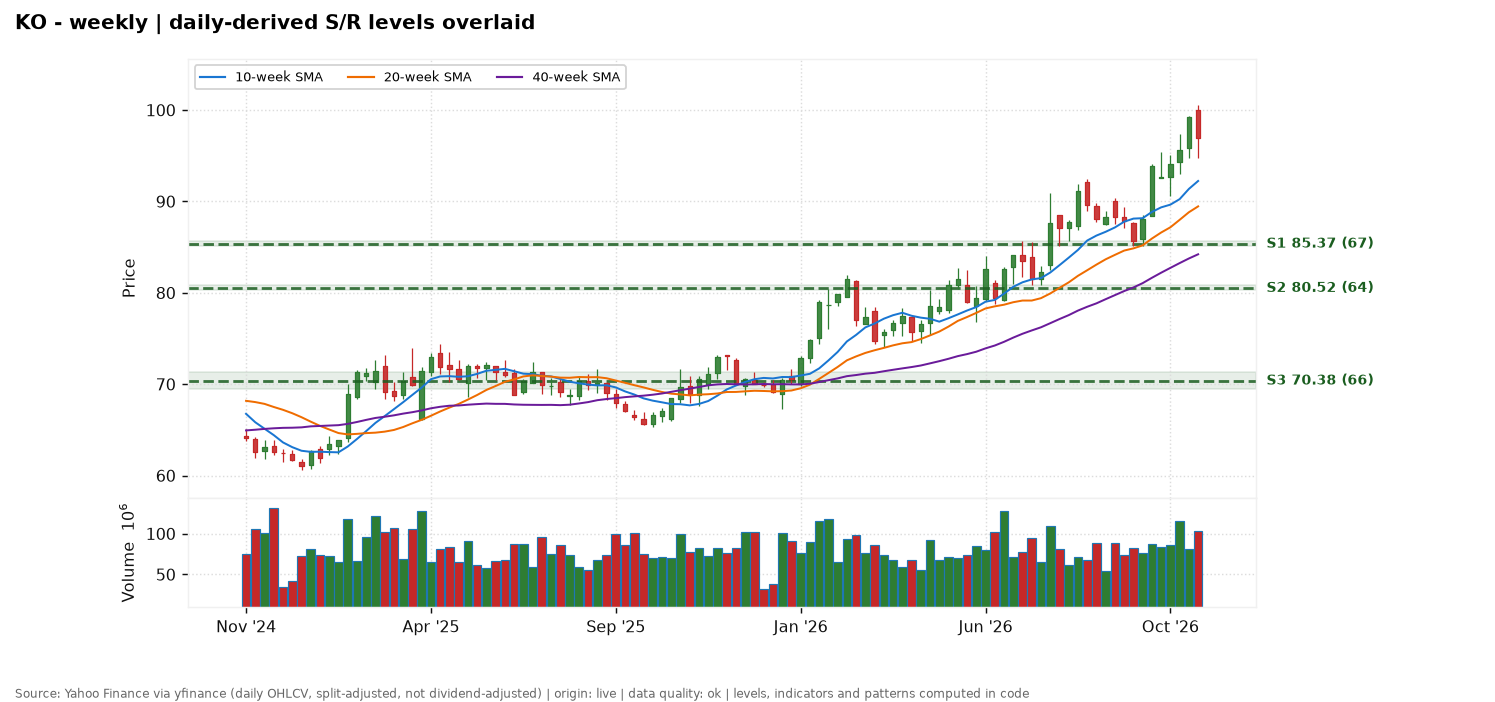 KO - weekly | daily-derived S/R levels overlaid
10-week SMA 20-week SMA 40-week SMA
100
90
S1 85.37 (67)
Price
80
S2 80.52 (64)
70
S3 70.38 (66)
60
Volume 10⁶
100
50
Nov '24 Apr '25 Sep '25 Jan '26 Jun '26 Oct '26
Source: Yahoo Finance via yfinance (daily OHLCV, split-adjusted, not dividend-adjusted) | origin: live | data quality: ok | levels, indicators and patterns computed in code